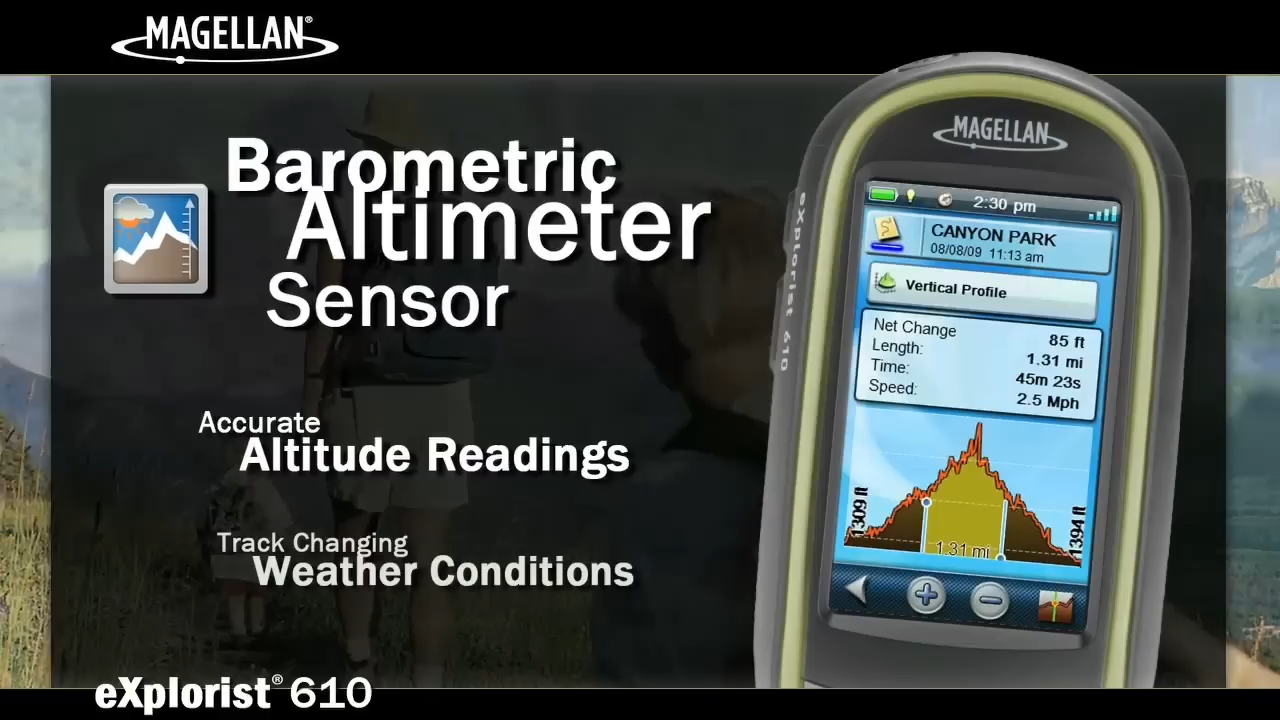 MAGELLAN®
Barometric
Altimeter
Sensor
Accurate
Altitude Readings
Track Changing
Weather Conditions
eXplorist® 610
MAGELLAN
eXplorist 610
2:30 pm
CANYON PARK
08/08/09 11:13 am
Vertical Profile
Net Change 85 ft
Length: 1.31 mi
Time: 45m 23s
Speed: 2.5 Mph
1309 ft
1.31 mi
1394 ft